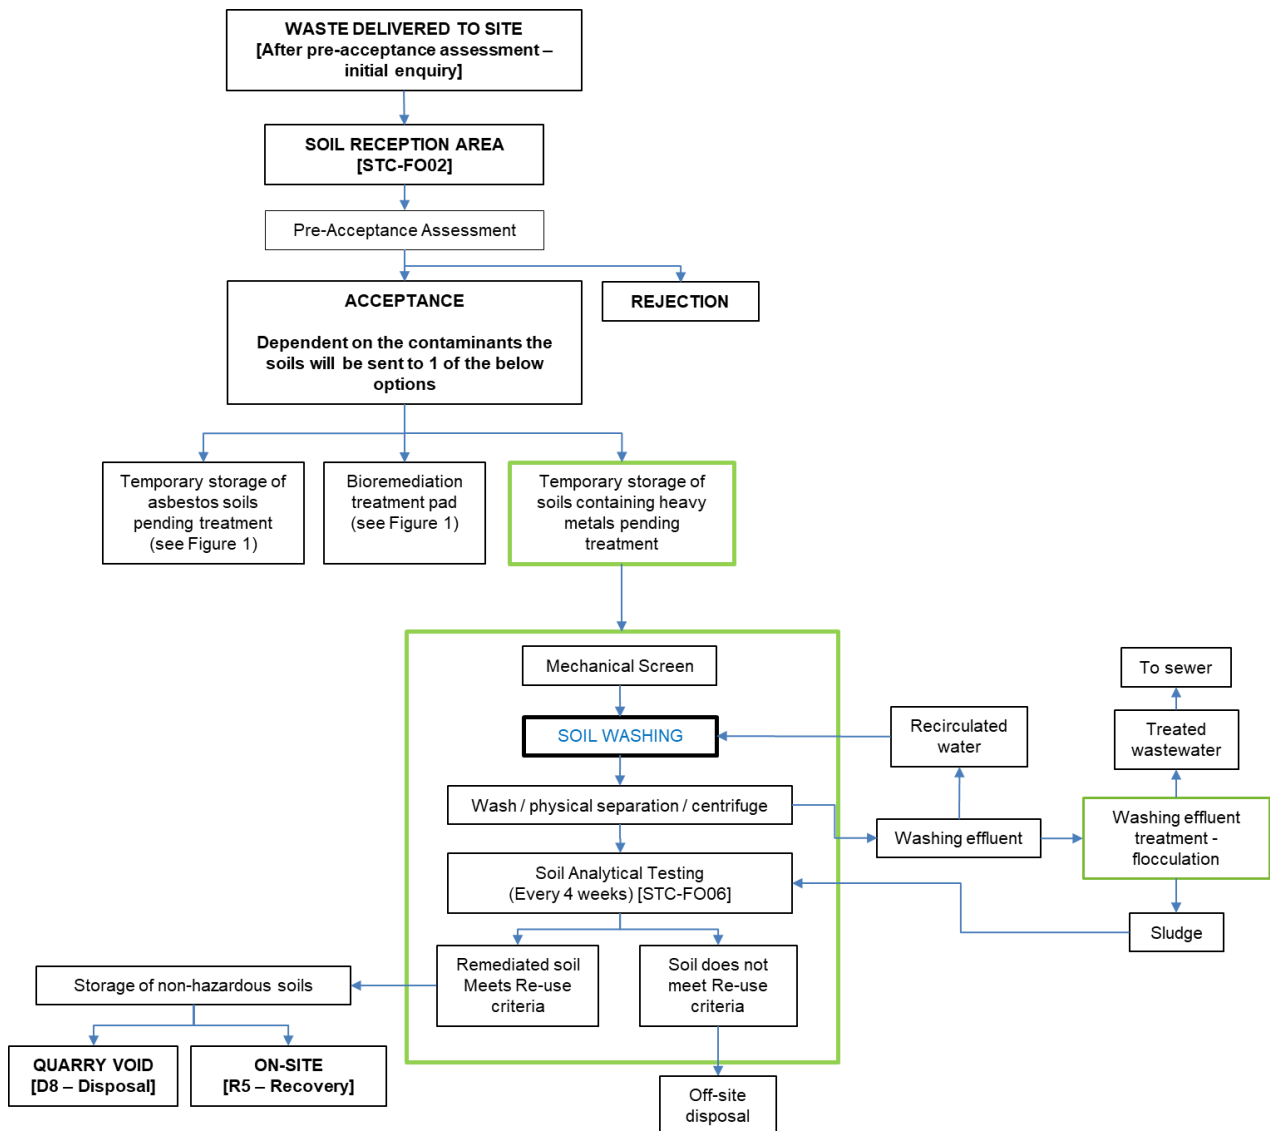 WASTE DELIVERED TO SITE
[After pre-acceptance assessment –
initial enquiry]
SOIL RECEPTION AREA
[STC-FO02]
Pre-Acceptance Assessment
ACCEPTANCE
Dependent on the contaminants the
soils will be sent to 1 of the below
options
REJECTION
Temporary storage of
asbestos soils
pending treatment
(see Figure 1)
Bioremediation
treatment pad
(see Figure 1)
Temporary storage of
soils containing heavy
metals pending
treatment
Mechanical Screen
SOIL WASHING
Wash / physical separation / centrifuge
Soil Analytical Testing
(Every 4 weeks) [STC-FO06]
Remediated soil
Meets Re-use
criteria
Soil does not
meet Re-use
criteria
Off-site
disposal
Storage of non-hazardous soils
QUARRY VOID
[D8 – Disposal]
ON-SITE
[R5 – Recovery]
Recirculated
water
Washing effluent
To sewer
Treated
wastewater
Washing effluent
treatment -
flocculation
Sludge